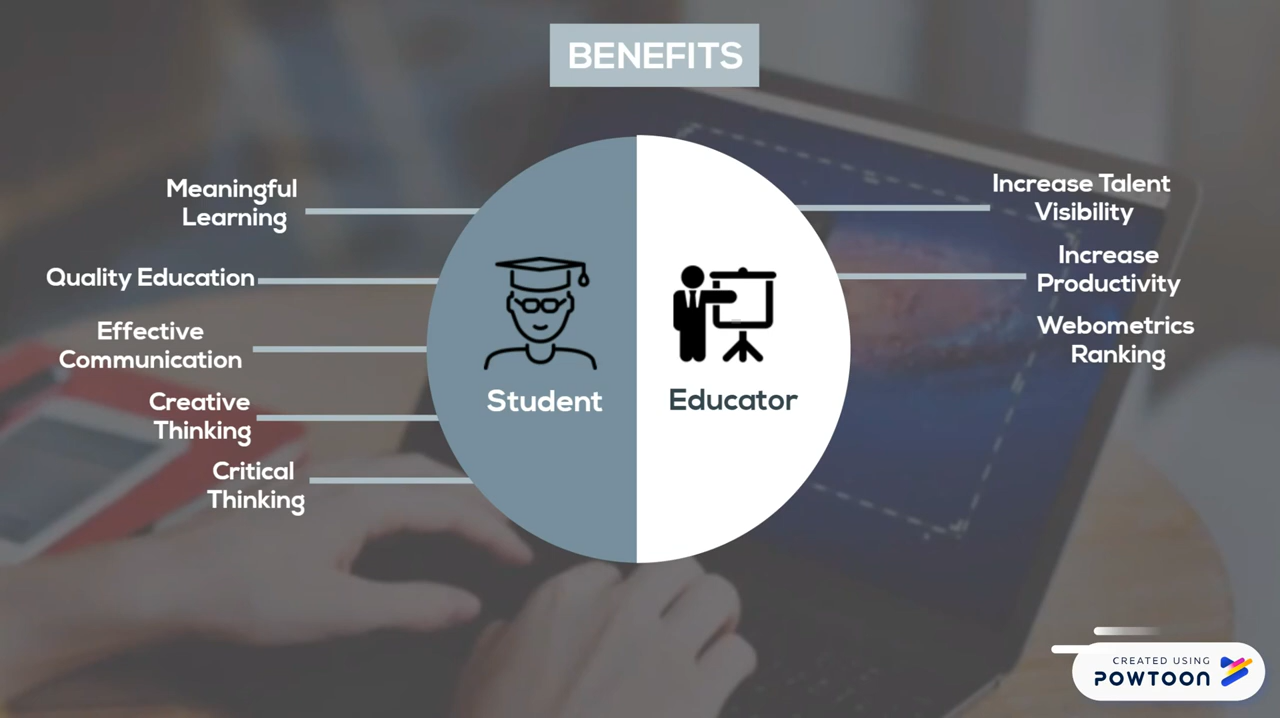 BENEFITS
Meaningful
Learning
Quality Education
Effective
Communication
Creative
Thinking
Critical
Thinking
Student
Educator
Increase Talent
Visibility
Increase
Productivity
Webometrics
Ranking
CREATED USING
POWTOON